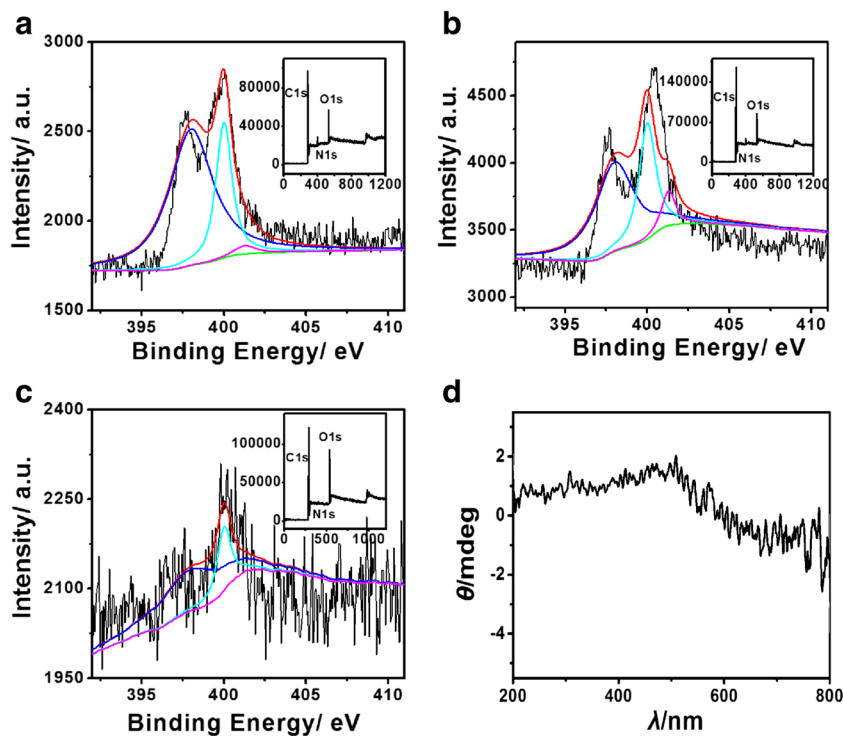 a
3000
2500
2000
1500
Intensity/ a.u.
395 400 405 410
Binding Energy/ eV
80000
40000
0
0 400 800 1200
C1s
O1s
N1s
b
4500
4000
3500
3000
Intensity/ a.u.
395 400 405 410
Binding Energy/ eV
140000
70000
0
0 400 800 1200
C1s
O1s
N1s
c
2400
2250
2100
1950
Intensity/ a.u.
395 400 405 410
Binding Energy/ eV
100000
50000
0
0 500 1000
C1s
O1s
N1s
d
2
0
-2
-4
θ/mdeg
200 400 600 800
λ/nm